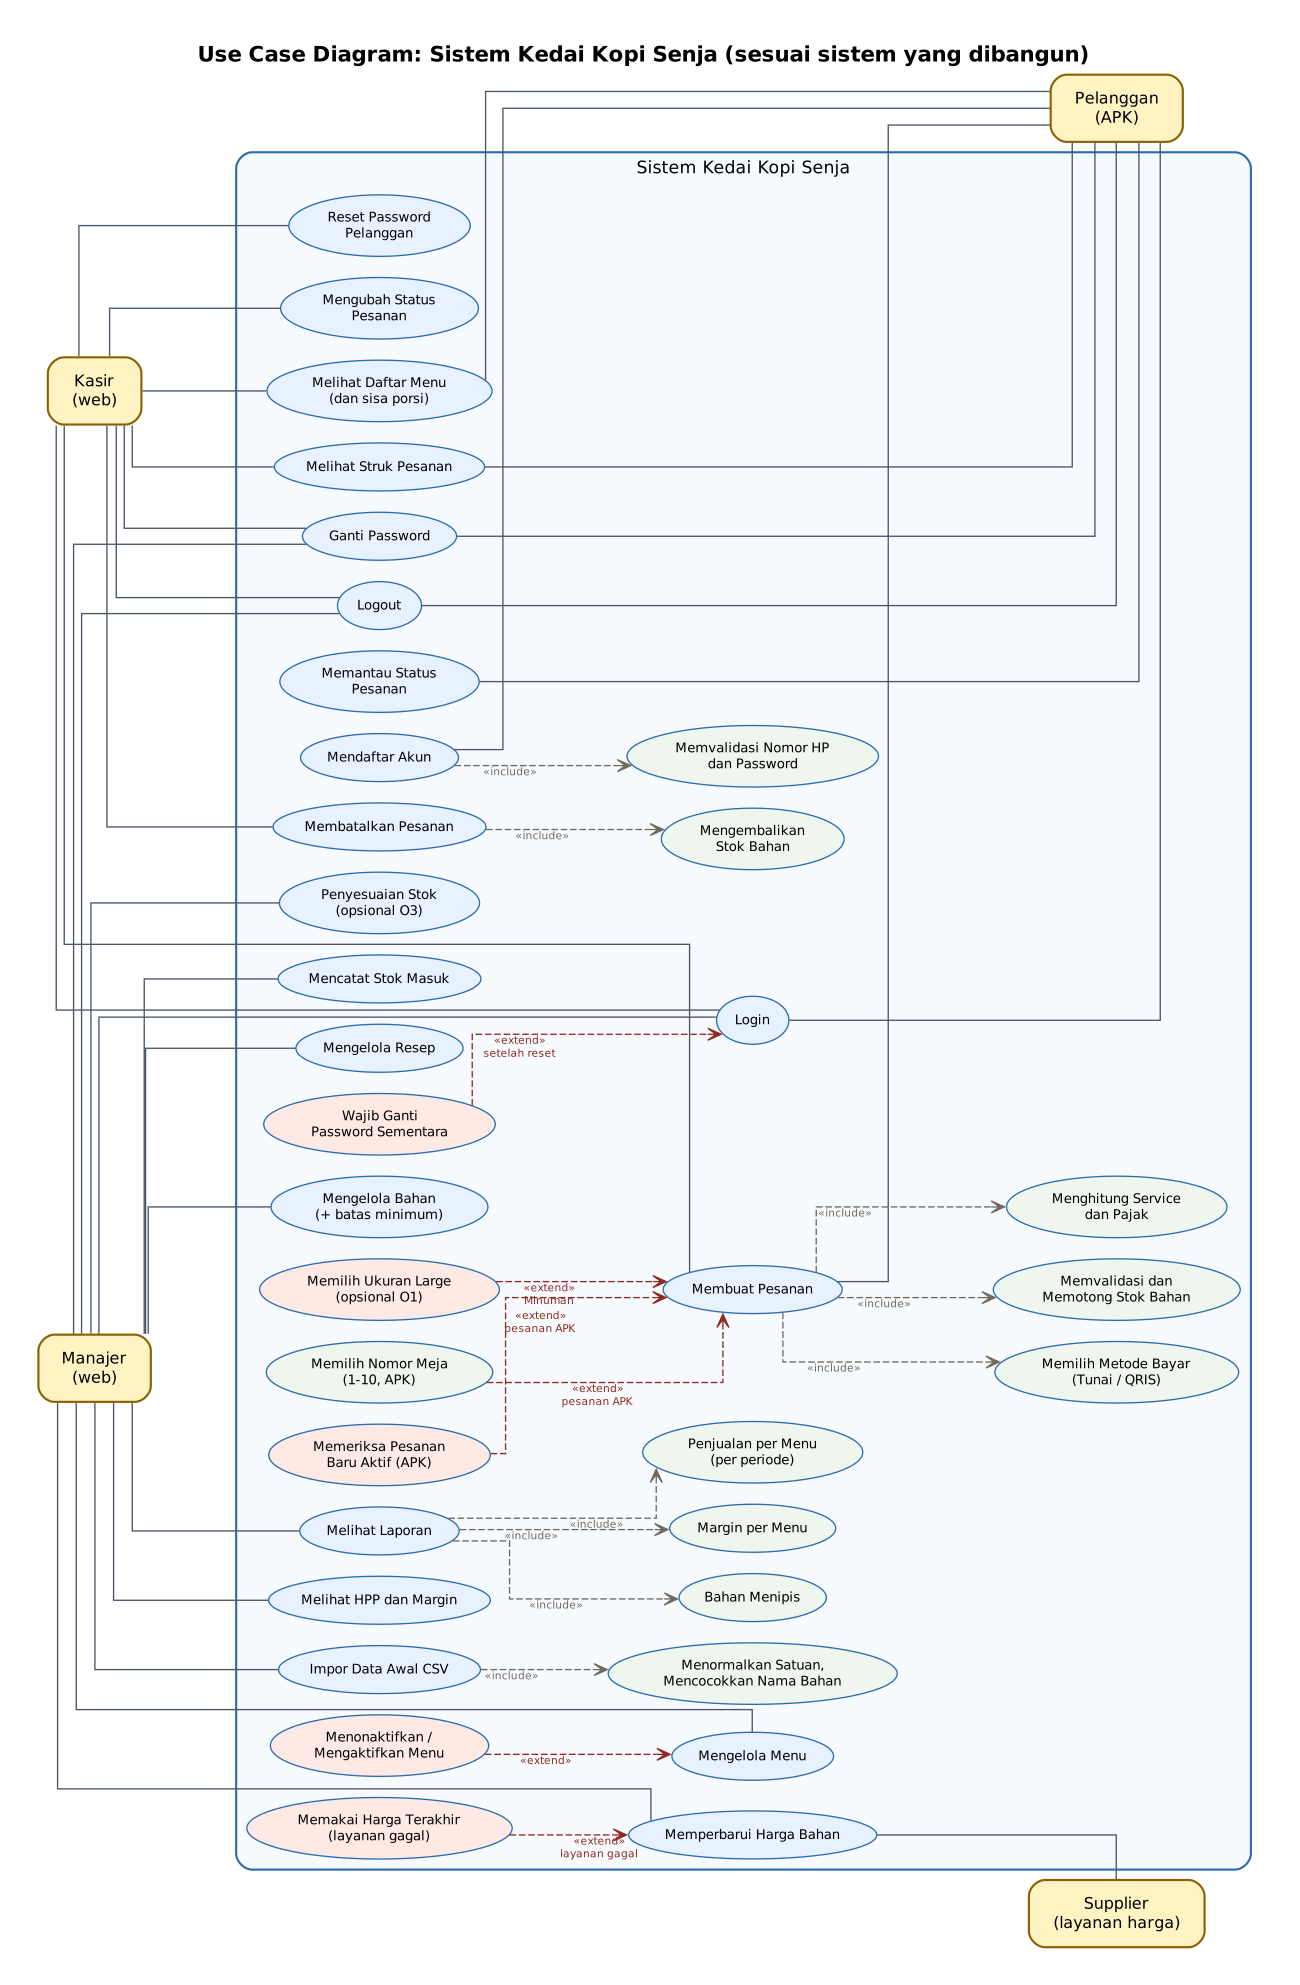 Use Case Diagram: Sistem Kedai Kopi Senja (sesuai sistem yang dibangun)
Pelanggan
(APK)
Sistem Kedai Kopi Senja
Reset Password
Pelanggan
Mengubah Status
Pesanan
Kasir
(web)
Melihat Daftar Menu
(dan sisa porsi)
Melihat Struk Pesanan
Ganti Password
Logout
Memantau Status
Pesanan
Mendaftar Akun
«include»
Memvalidasi Nomor HP
dan Password
Membatalkan Pesanan
«include»
Mengembalikan
Stok Bahan
Penyesuaian Stok
(opsional O3)
Mencatat Stok Masuk
Login
Mengelola Resep
«extend»
setelah reset
Wajib Ganti
Password Sementara
Mengelola Bahan
(+ batas minimum)
«include»
Menghitung Service
dan Pajak
Memilih Ukuran Large
(opsional O1)
«extend»
Minuman
Membuat Pesanan
«include»
Memvalidasi dan
Memotong Stok Bahan
«extend»
pesanan APK
Manajer
(web)
Memilih Nomor Meja
(1-10, APK)
«extend»
pesanan APK
«include»
Memilih Metode Bayar
(Tunai / QRIS)
Memeriksa Pesanan
Baru Aktif (APK)
Penjualan per Menu
(per periode)
Melihat Laporan
«include»
«include»
Margin per Menu
«include»
Bahan Menipis
Melihat HPP dan Margin
Impor Data Awal CSV
«include»
Menormalkan Satuan,
Mencocokkan Nama Bahan
Menonaktifkan /
Mengaktifkan Menu
«extend»
Mengelola Menu
Memakai Harga Terakhir
(layanan gagal)
«extend»
layanan gagal
Memperbarui Harga Bahan
Supplier
(layanan harga)